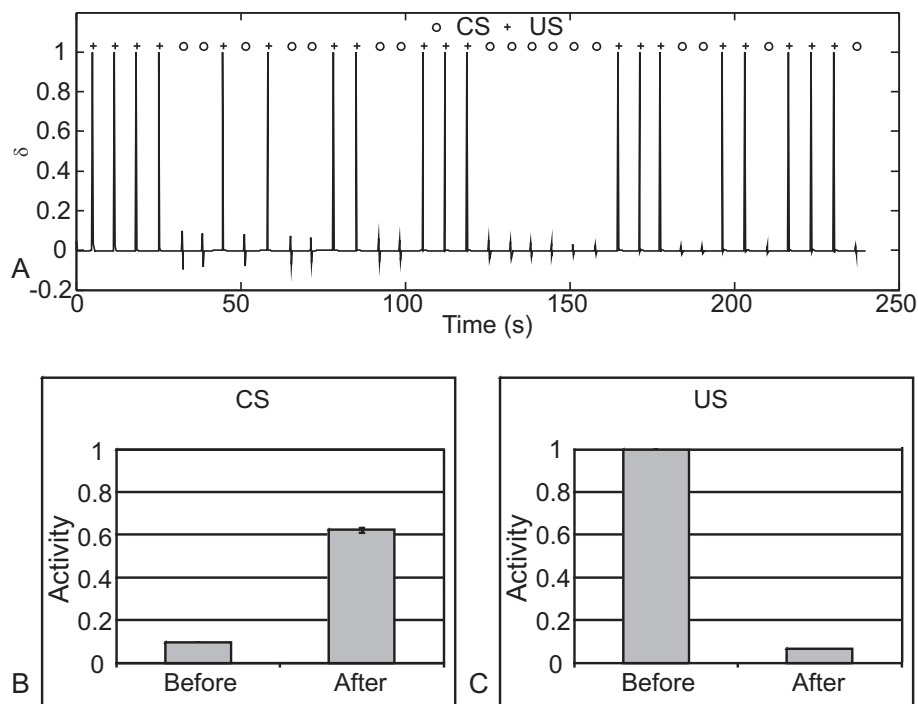 ○ CS + US
1
0.8
0.6
0.4
0.2
0
-0.2
δ
0 50 100 150 200 250
Time (s)
A
CS
1
0.8
0.6
0.4
0.2
0
Activity
Before After
B
US
1
0.8
0.6
0.4
0.2
0
Activity
Before After
C